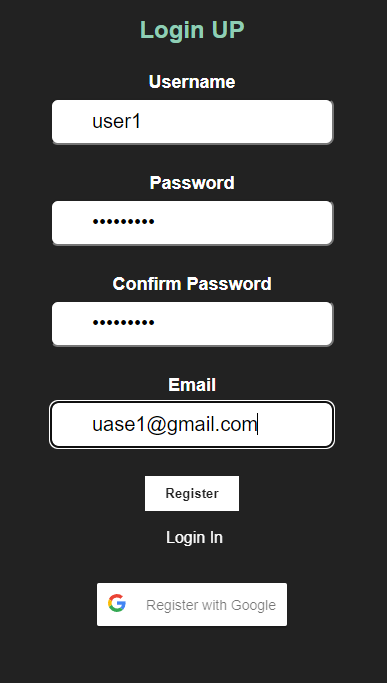 Login UP
Username
user1
Password
•••••••••
Confirm Password
•••••••••
Email
uase1@gmail.com
Register
Login In
Register with Google